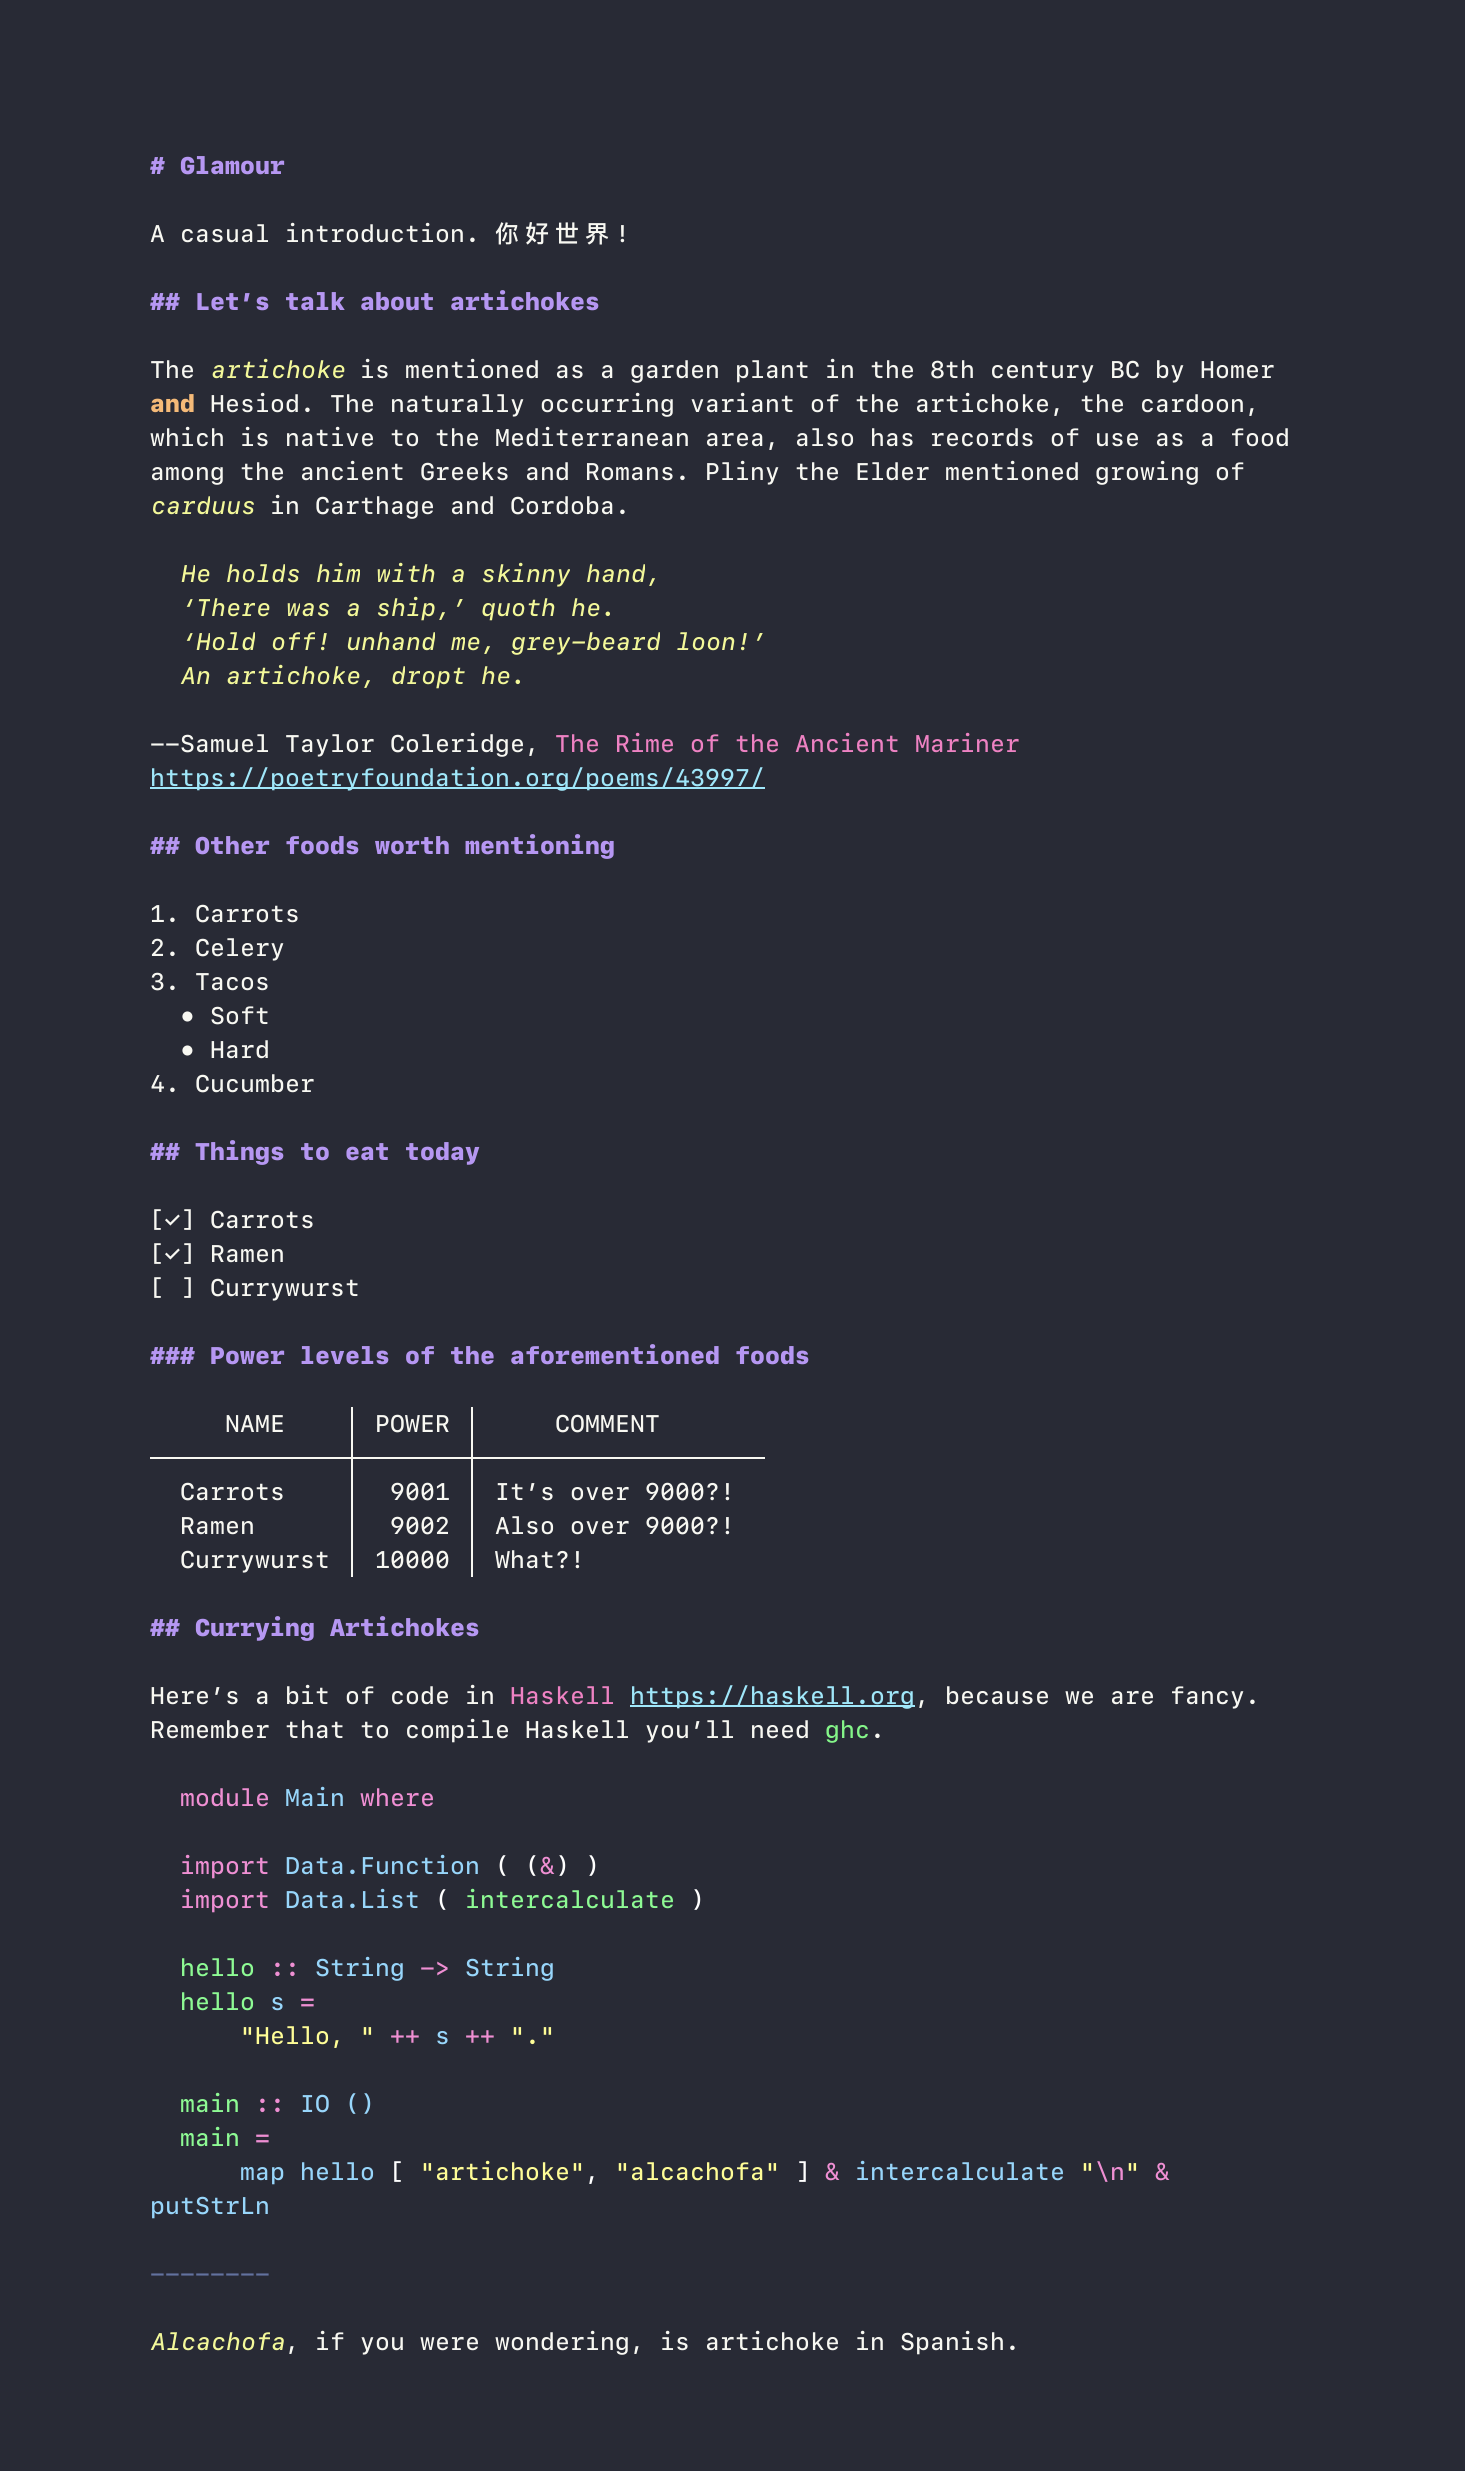 # Glamour
A casual introduction. 你好世界!
## Let’s talk about artichokes
The artichoke is mentioned as a garden plant in the 8th century BC by Homer
and Hesiod. The naturally occurring variant of the artichoke, the cardoon,
which is native to the Mediterranean area, also has records of use as a food
among the ancient Greeks and Romans. Pliny the Elder mentioned growing of
carduus in Carthage and Cordoba.
He holds him with a skinny hand,
‘There was a ship,’ quoth he.
‘Hold off! unhand me, grey-beard loon!’
An artichoke, dropt he.
--Samuel Taylor Coleridge, The Rime of the Ancient Mariner
https://poetryfoundation.org/poems/43997/
## Other foods worth mentioning
1. Carrots
2. Celery
3. Tacos
• Soft
• Hard
4. Cucumber
## Things to eat today
[✓] Carrots
[✓] Ramen
[ ] Currywurst
### Power levels of the aforementioned foods
NAME │ POWER │ COMMENT
Carrots │ 9001 │ It’s over 9000?!
Ramen │ 9002 │ Also over 9000?!
Currywurst │ 10000 │ What?!
## Currying Artichokes
Here’s a bit of code in Haskell https://haskell.org, because we are fancy.
Remember that to compile Haskell you’ll need ghc.
module Main where
import Data.Function ( (&) )
import Data.List ( intercalculate )
hello :: String -> String
hello s =
"Hello, " ++ s ++ "."
main :: IO ()
main =
map hello [ "artichoke", "alcachofa" ] & intercalculate "\n" &
putStrLn
--------
Alcachofa, if you were wondering, is artichoke in Spanish.